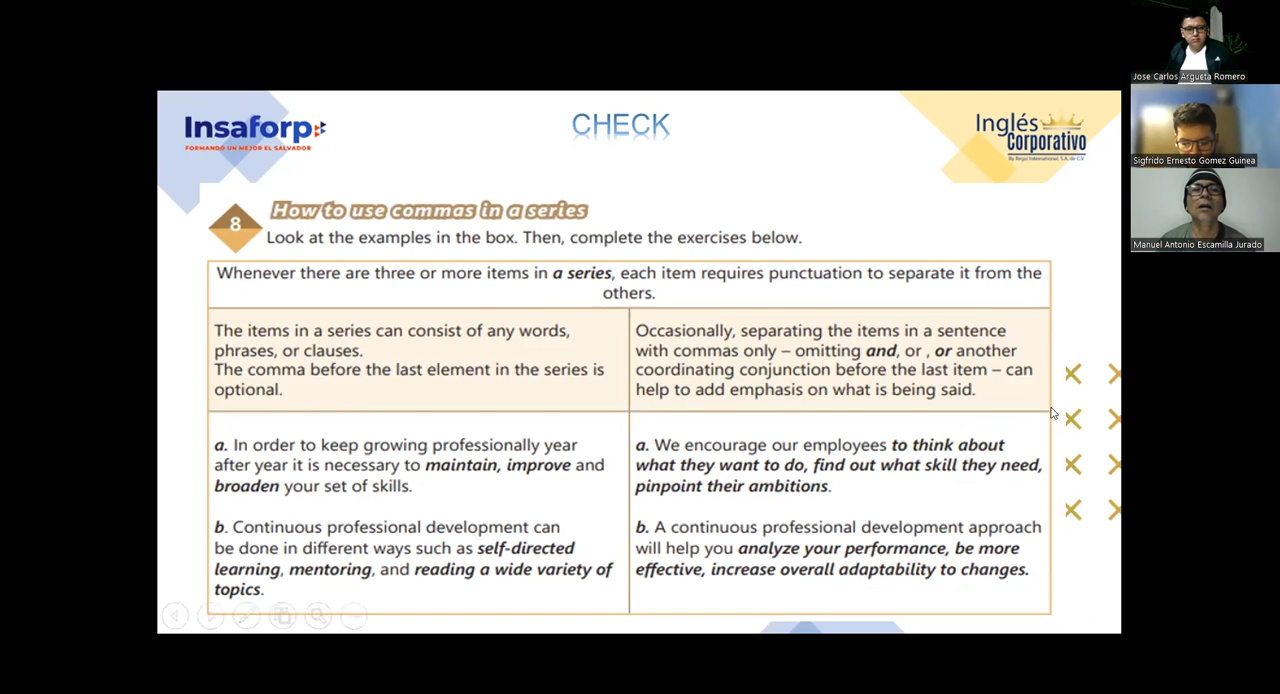 Insaforp
FORMANDO UN MEJOR EL SALVADOR
CHECK
Inglés
Corporativo
By Regal International, S.A. de C.V.
8
How to use commas in a series
Look at the examples in the box. Then, complete the exercises below.
Whenever there are three or more items in a series, each item requires punctuation to separate it from the
others.
The items in a series can consist of any words,
phrases, or clauses.
The comma before the last element in the series is
optional.
Occasionally, separating the items in a sentence
with commas only – omitting and, or , or another
coordinating conjunction before the last item – can
help to add emphasis on what is being said.
a. In order to keep growing professionally year
after year it is necessary to maintain, improve and
broaden your set of skills.
b. Continuous professional development can
be done in different ways such as self-directed
learning, mentoring, and reading a wide variety of
topics.
a. We encourage our employees to think about
what they want to do, find out what skill they need,
pinpoint their ambitions.
b. A continuous professional development approach
will help you analyze your performance, be more
effective, increase overall adaptability to changes.
Jose Carlos Argueta Romero
Sigfrido Ernesto Gomez Guinea
Manuel Antonio Escamilla Jurado